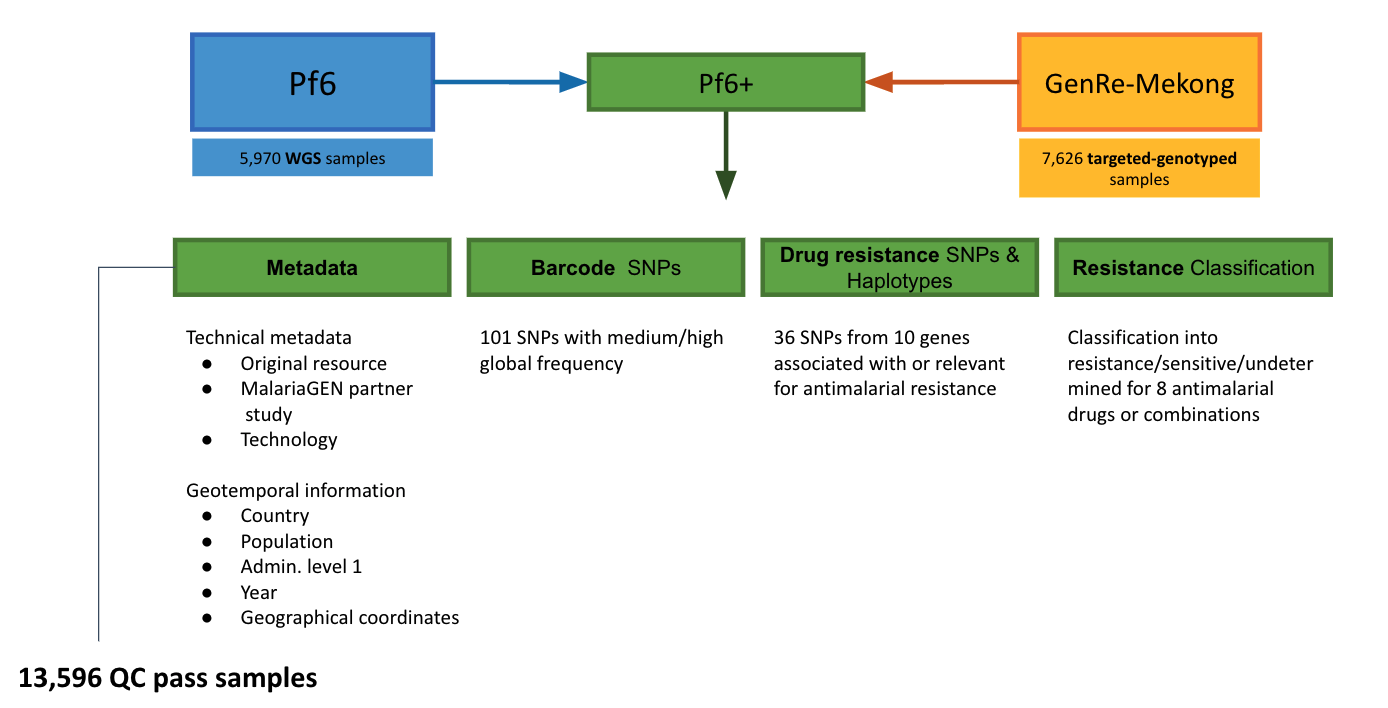 Pf6
Pf6+
GenRe-Mekong
5,970 WGS samples
7,626 targeted-genotyped
samples
Metadata
Barcode SNPs
Drug resistance SNPs &
Haplotypes
Resistance Classification
Technical metadata
● Original resource
● MalariaGEN partner
study
● Technology
Geotemporal information
● Country
● Population
● Admin. level 1
● Year
● Geographical coordinates
101 SNPs with medium/high
global frequency
36 SNPs from 10 genes
associated with or relevant
for antimalarial resistance
Classification into
resistance/sensitive/undeter
mined for 8 antimalarial
drugs or combinations
13,596 QC pass samples